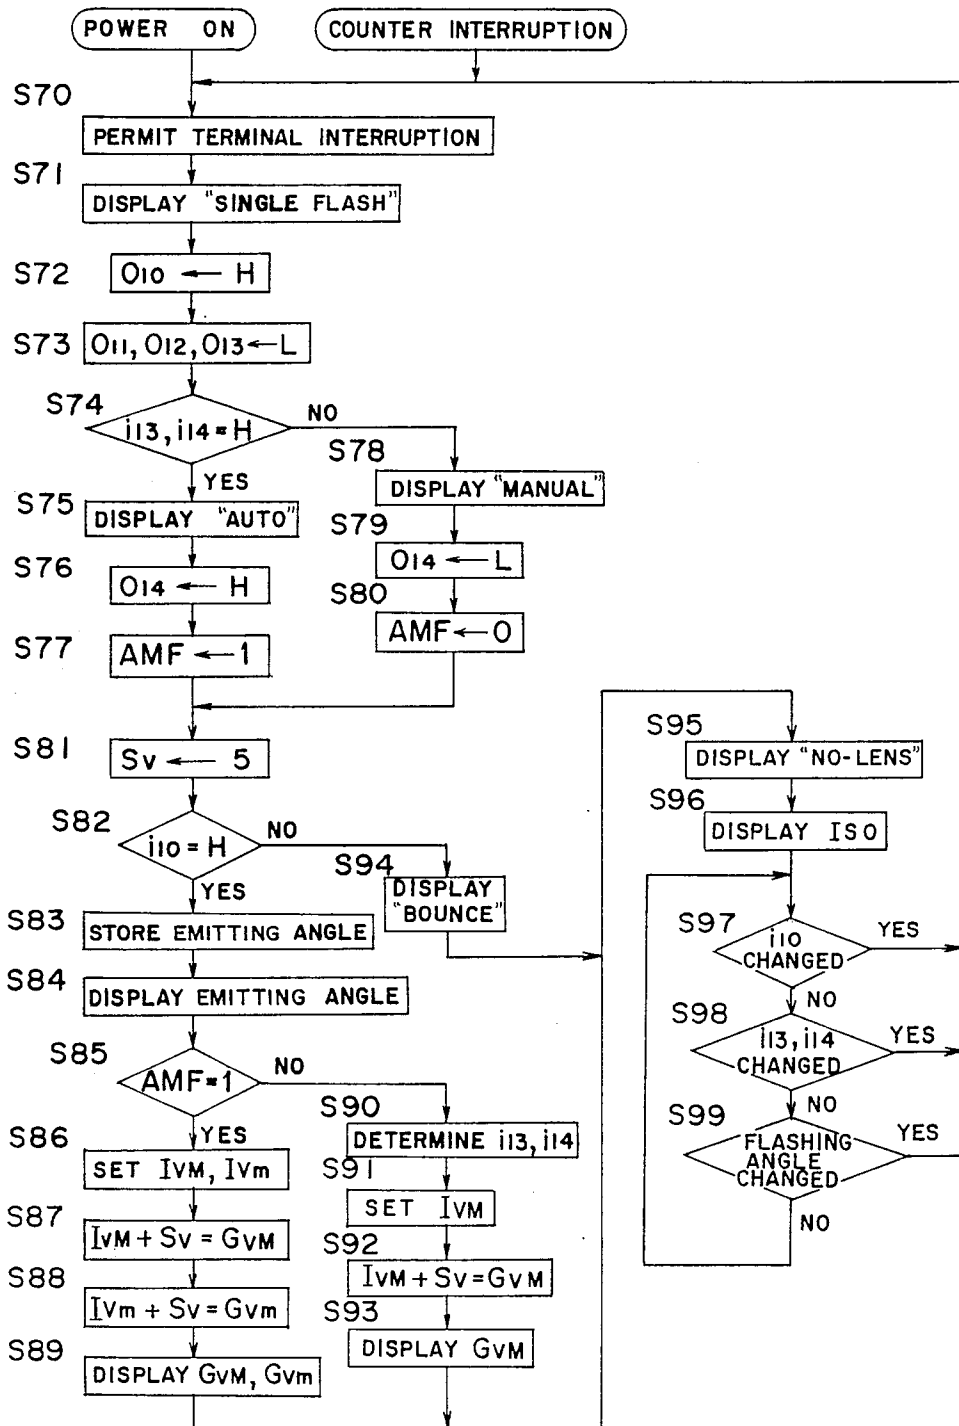 POWER ON
COUNTER INTERRUPTION
S70
PERMIT TERMINAL INTERRUPTION
S71
DISPLAY "SINGLE FLASH"
S72
O10 ← H
S73
O11, O12, O13 ← L
S74
i13, i14 = H
NO
YES
S75
DISPLAY "AUTO"
S76
O14 ← H
S77
AMF ← 1
S78
DISPLAY "MANUAL"
S79
O14 ← L
S80
AMF ← 0
S81
Sv ← 5
S82
i10 = H
NO
YES
S83
STORE EMITTING ANGLE
S84
DISPLAY EMITTING ANGLE
S85
AMF = 1
NO
YES
S86
SET IVM, IVm
S87
IVM + Sv = GVM
S88
IVm + Sv = GVm
S89
DISPLAY GVM, GVm
S90
DETERMINE i13, i14
S91
SET IVM
S92
IVM + Sv = GVM
S93
DISPLAY GVM
S94
DISPLAY
"BOUNCE"
S95
DISPLAY "NO-LENS"
S96
DISPLAY ISO
S97
i10
CHANGED
YES
NO
S98
i13, i14
CHANGED
YES
NO
S99
FLASHING
ANGLE
CHANGED
YES
NO